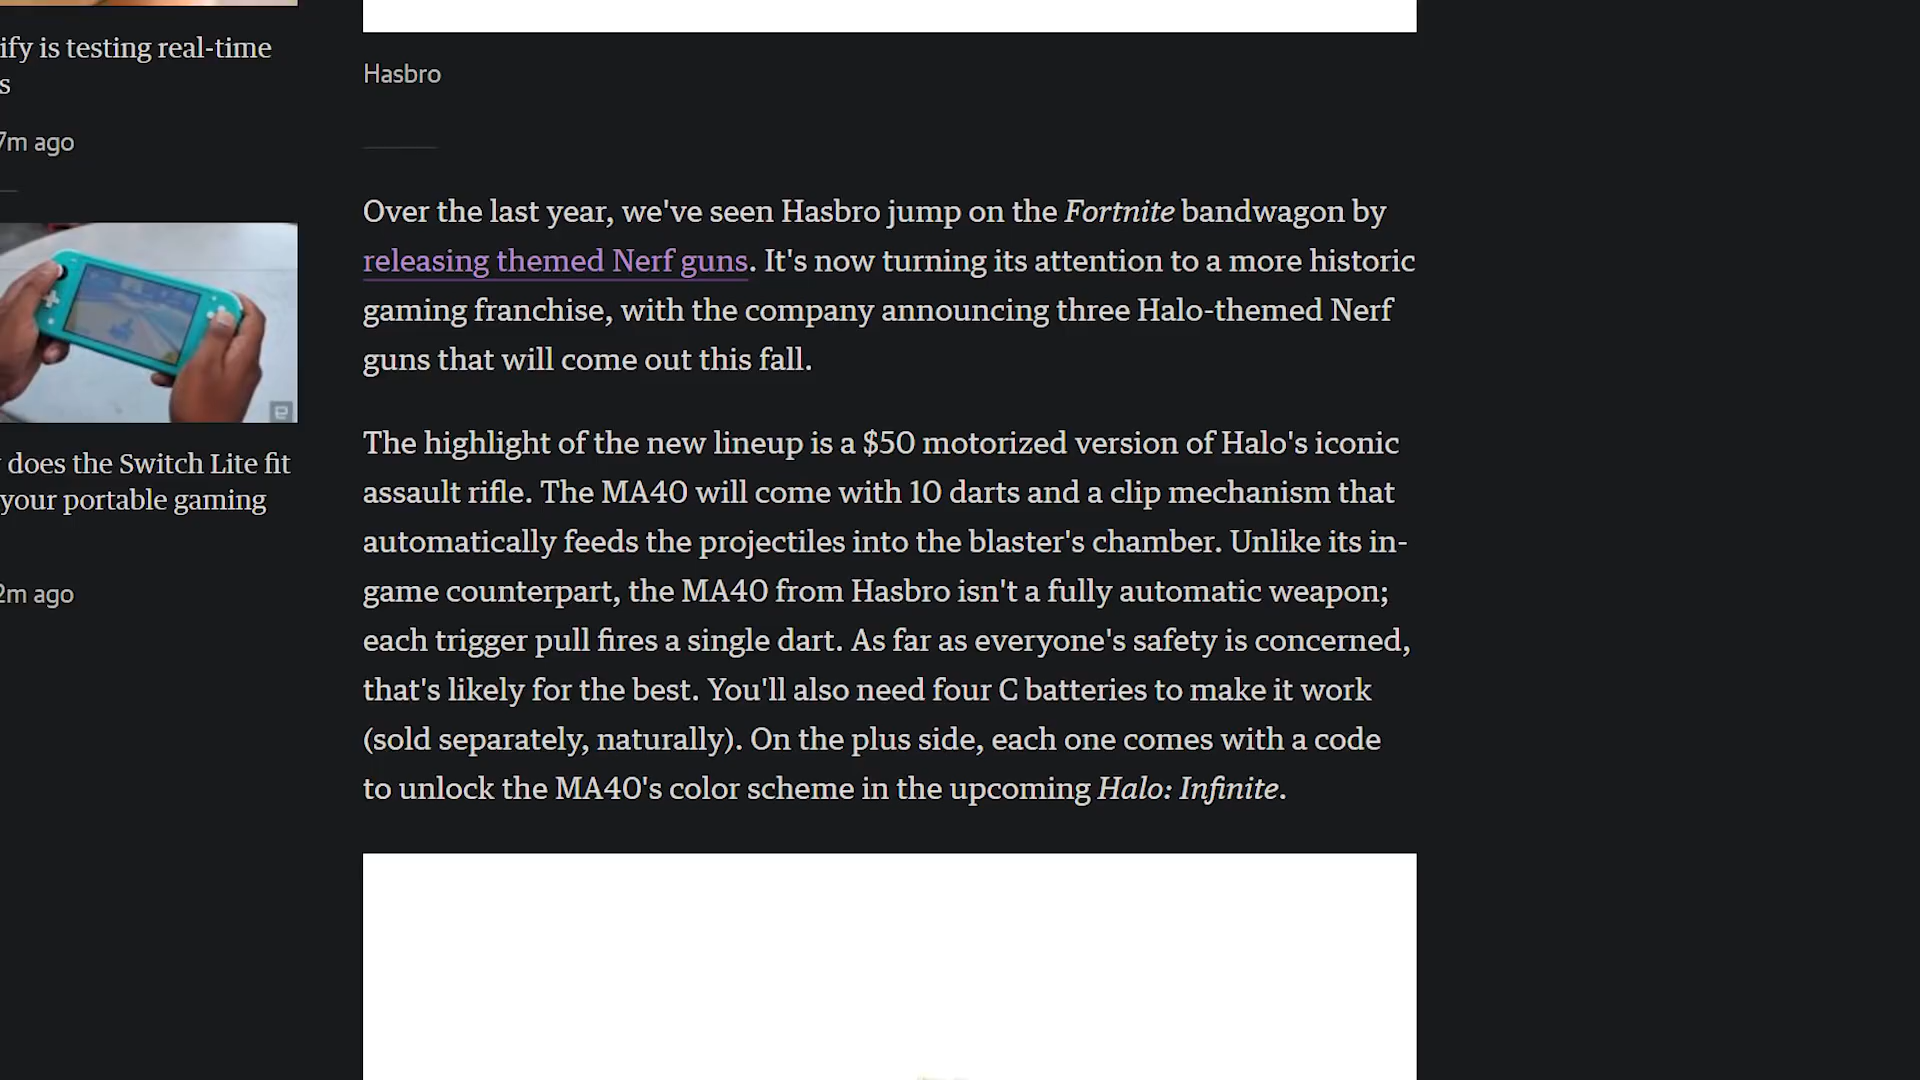 ify is testing real-time
s
7m ago
does the Switch Lite fit
your portable gaming
2m ago
Hasbro
Over the last year, we've seen Hasbro jump on the Fortnite bandwagon by
releasing themed Nerf guns. It's now turning its attention to a more historic
gaming franchise, with the company announcing three Halo-themed Nerf
guns that will come out this fall.
The highlight of the new lineup is a $50 motorized version of Halo's iconic
assault rifle. The MA40 will come with 10 darts and a clip mechanism that
automatically feeds the projectiles into the blaster's chamber. Unlike its in-
game counterpart, the MA40 from Hasbro isn't a fully automatic weapon;
each trigger pull fires a single dart. As far as everyone's safety is concerned,
that's likely for the best. You'll also need four C batteries to make it work
(sold separately, naturally). On the plus side, each one comes with a code
to unlock the MA40's color scheme in the upcoming Halo: Infinite.